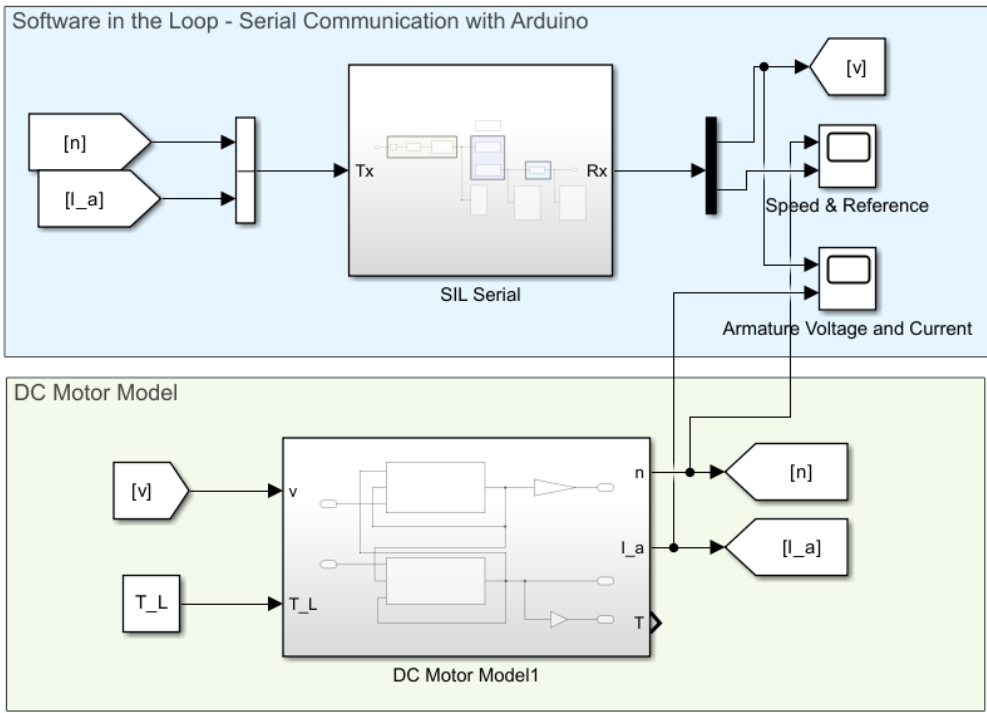 Software in the Loop - Serial Communication with Arduino
[v]
[n]
[I_a]
Tx
Rx
Speed & Reference
SIL Serial
Armature Voltage and Current
DC Motor Model
[v]
v
n
[n]
I_a
[I_a]
T_L
T_L
T
DC Motor Model1